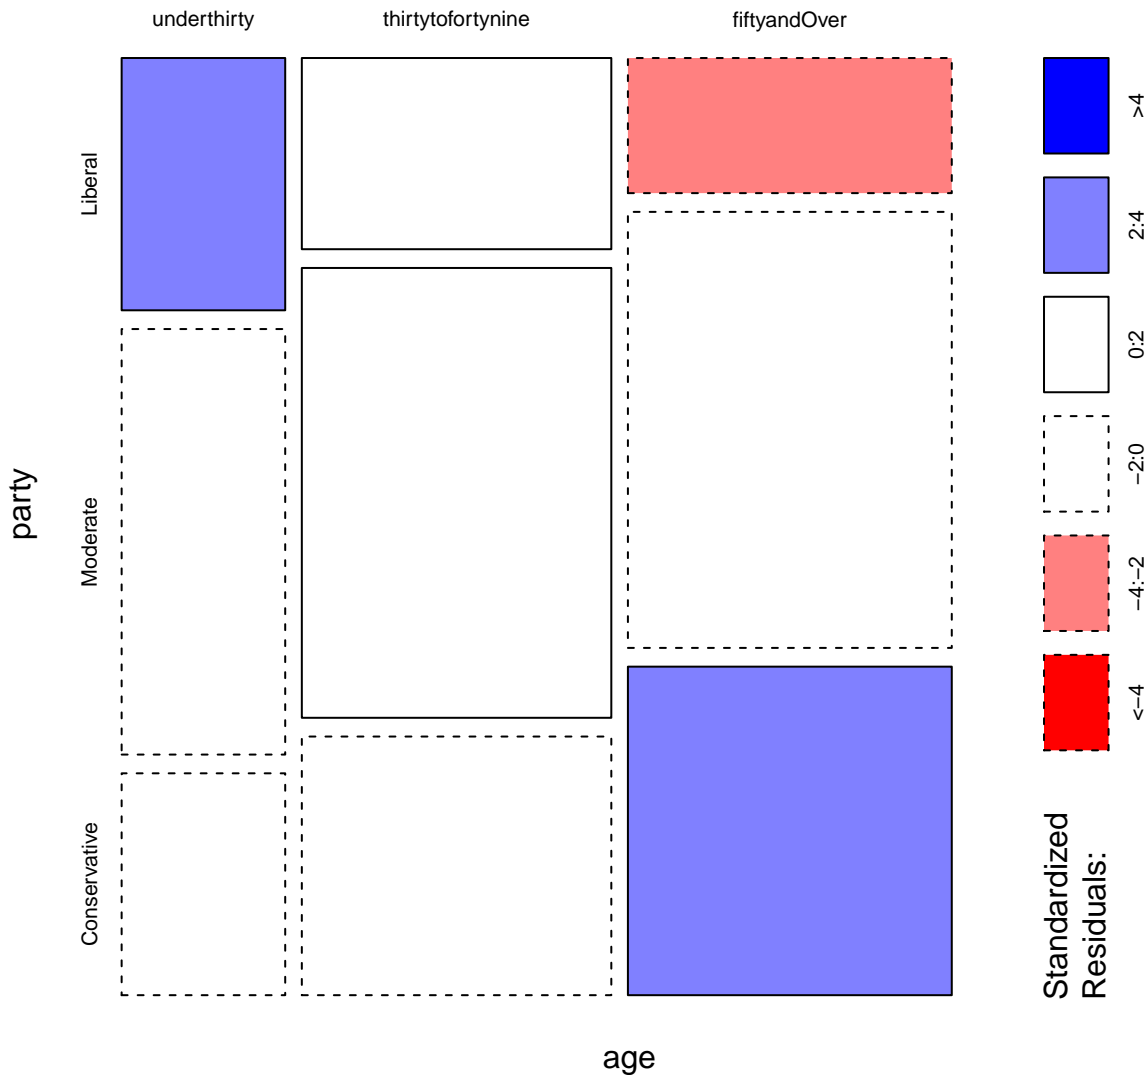 underthirty
thirtytofortynine
fiftyandOver
Liberal
Moderate
Conservative
party
age
Standardized
Residuals:
<−4
−4:−2
−2:0
0:2
2:4
>4